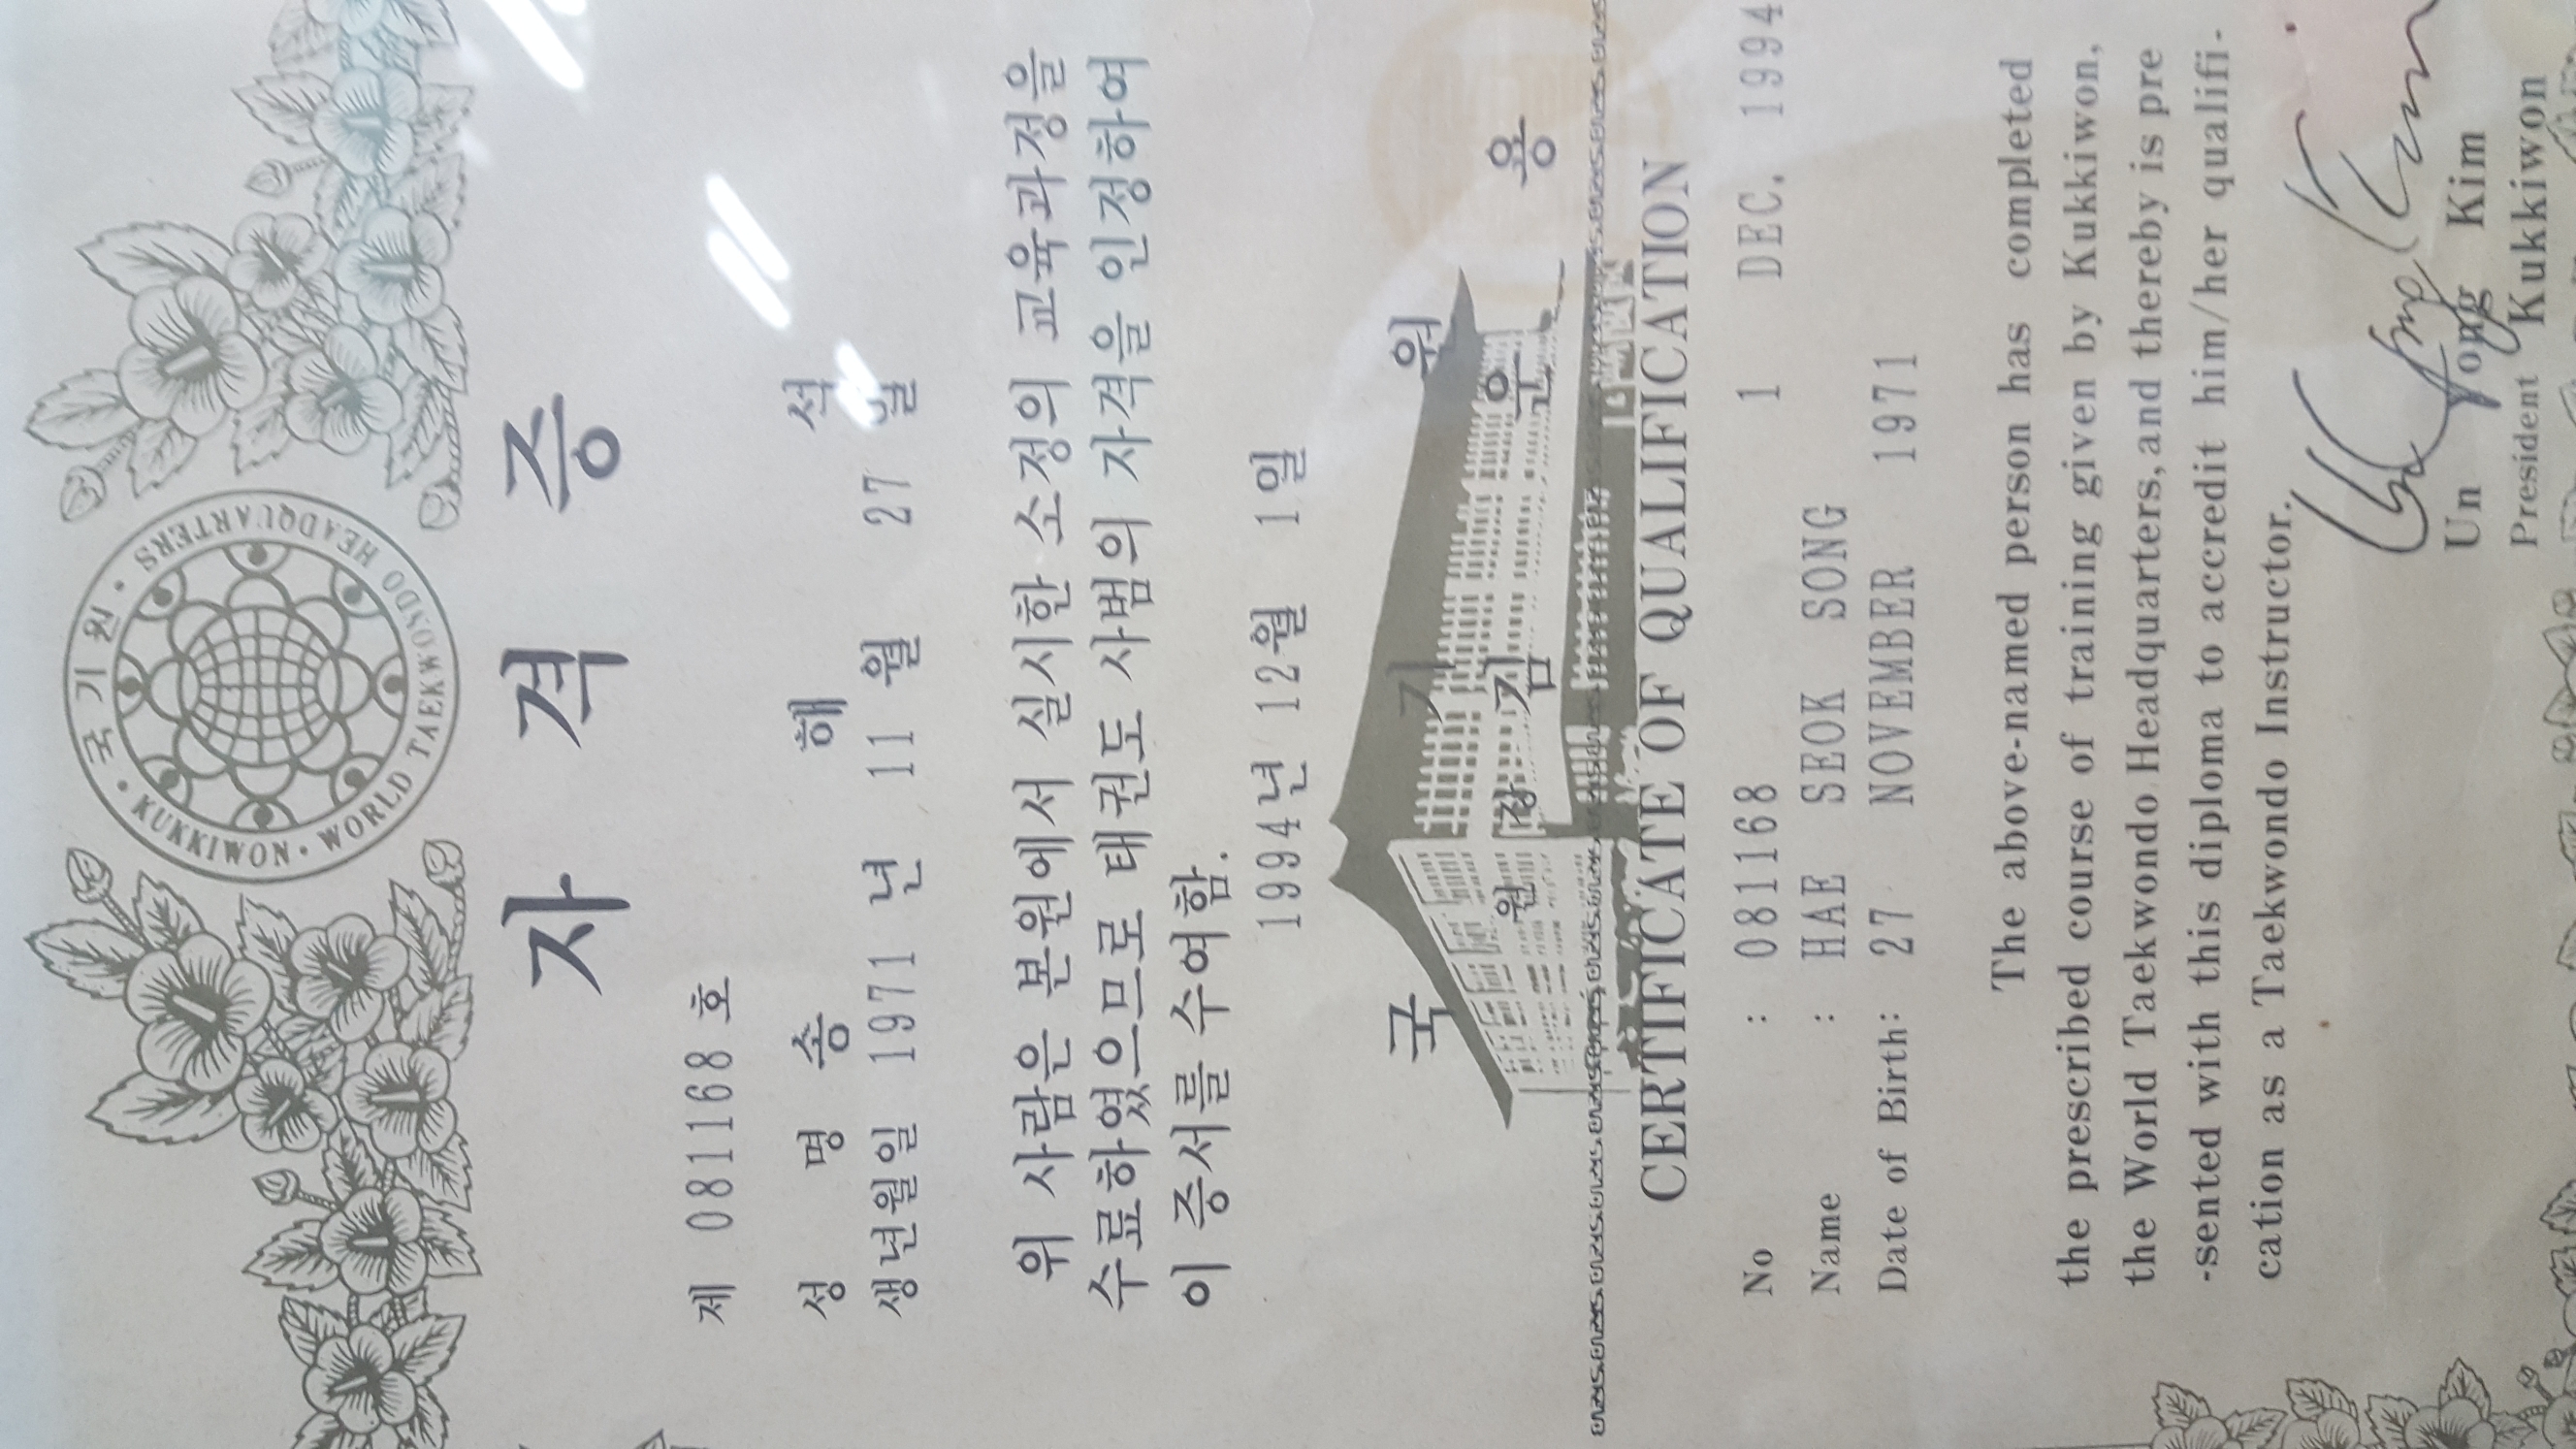 국기원
KUKKIWON · WORLD TAEKWONDO HEADQUARTERS
자 격 증
제 081168 호
성 명 송 해 석
생년월일 1971 년 11 월 27 일
위 사람은 본원에서 실시한 소정의 교육과정을
수료하였으므로 태권도 사범의 자격을 인정하여
이 증서를 수여함.
1994년 12월 1일
국 기 원
원 장 김 운 용
CERTIFICATE OF QUALIFICATION
No : 081168 1 DEC. 1994
Name : HAE SEOK SONG
Date of Birth: 27 NOVEMBER 1971
The above-named person has completed
the prescribed course of training given by Kukkiwon,
the World Taekwondo Headquarters, and thereby is pre
-sented with this diploma to accredit him/her qualifi-
cation as a Taekwondo Instructor.
Un Yong Kim
President Kukkiwon